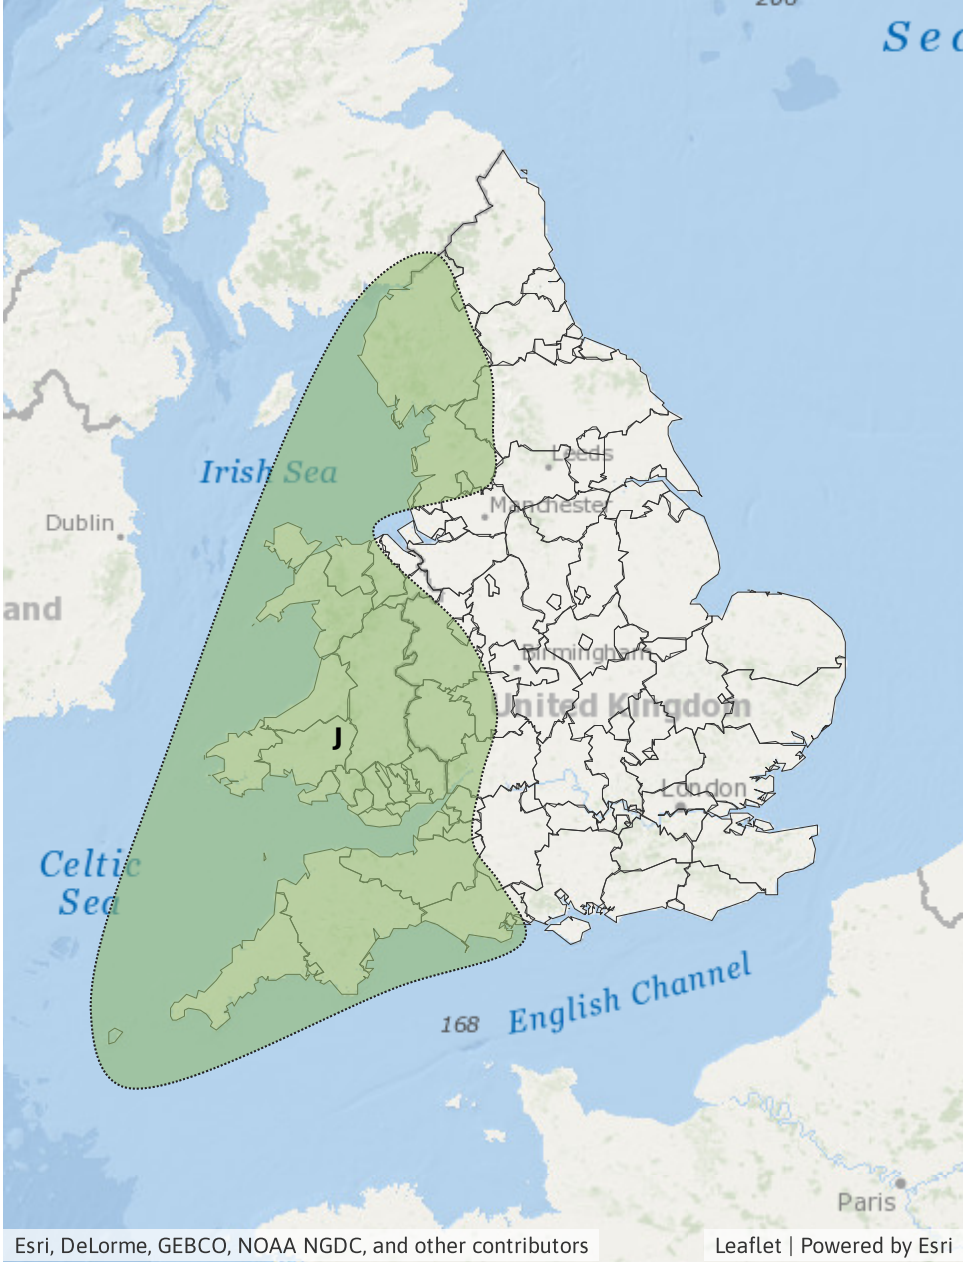 Sec
Leeds
Irish Sea
Manchester
Dublin
and
Birmingham
United Kingdom
J
London
Celtic
Sea
English Channel
168
Paris
Esri, DeLorme, GEBCO, NOAA NGDC, and other contributors
Leaflet | Powered by Esri